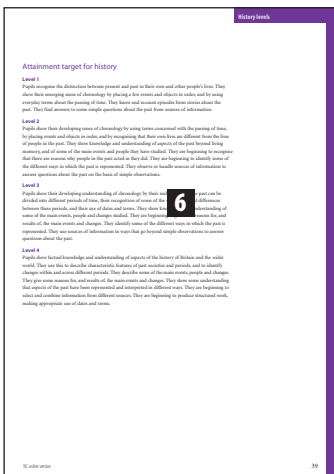 History levels
Attainment target for history
Level 1
Pupils recognise the distinction between present and past in their own and other people's lives. They
show their emerging sense of chronology by placing a few events and objects in order, and by using
everyday terms about the passing of time. They know and recount episodes from stories about the
past. They find answers to some simple questions about the past from sources of information.
Level 2
Pupils show their developing sense of chronology by using terms concerned with the passing of time,
by placing events and objects in order, and by recognising that their own lives are different from the lives
of people in the past. They show knowledge and understanding of aspects of the past beyond living
memory, and of some of the main events and people they have studied. They are beginning to recognise
that there are reasons why people in the past acted as they did. They are beginning to identify some of
the different ways in which the past is represented. They observe or handle sources of information to
answer questions about the past on the basis of simple observations.
Level 3
Pupils show their developing understanding of chronology by their past can be
divided into different periods of time, their recognition of some of the differences
between these periods, and their use of dates and terms. They show understanding of
some of the main events, people and changes studied. They are beginning reasons for, and
results of, the main events and changes. They identify some of the different ways in which the past is
represented. They use sources of information in ways that go beyond simple observations to answer
questions about the past.
Level 4
Pupils show factual knowledge and understanding of aspects of the history of Britain and the wider
world. They use this to describe characteristic features of past societies and periods, and to identify
changes within and across different periods. They describe some of the main events, people and changes.
They give some reasons for, and results of, the main events and changes. They show some understanding
that aspects of the past have been represented and interpreted in different ways. They are beginning to
select and combine information from different sources. They are beginning to produce structured work,
making appropriate use of dates and terms.
6
NC online version
39